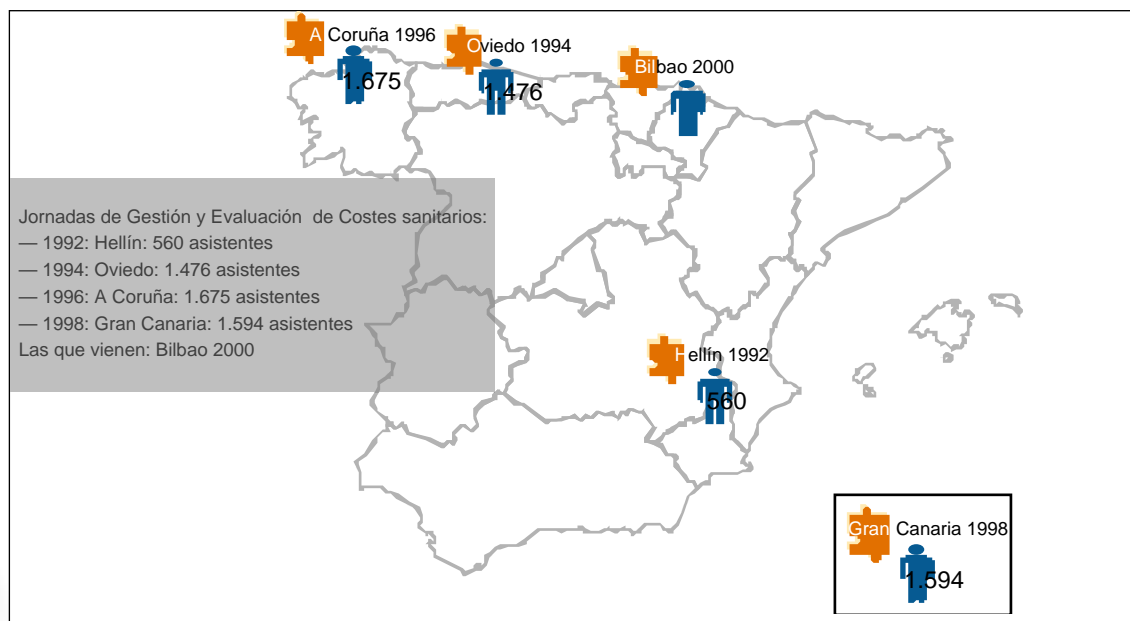 A Coruña 1996
1.675
Oviedo 1994
1.476
Bilbao 2000
Jornadas de Gestión y Evaluación de Costes sanitarios:
— 1992: Hellín: 560 asistentes
— 1994: Oviedo: 1.476 asistentes
— 1996: A Coruña: 1.675 asistentes
— 1998: Gran Canaria: 1.594 asistentes
Las que vienen: Bilbao 2000
Hellín 1992
560
Gran Canaria 1998
1.594